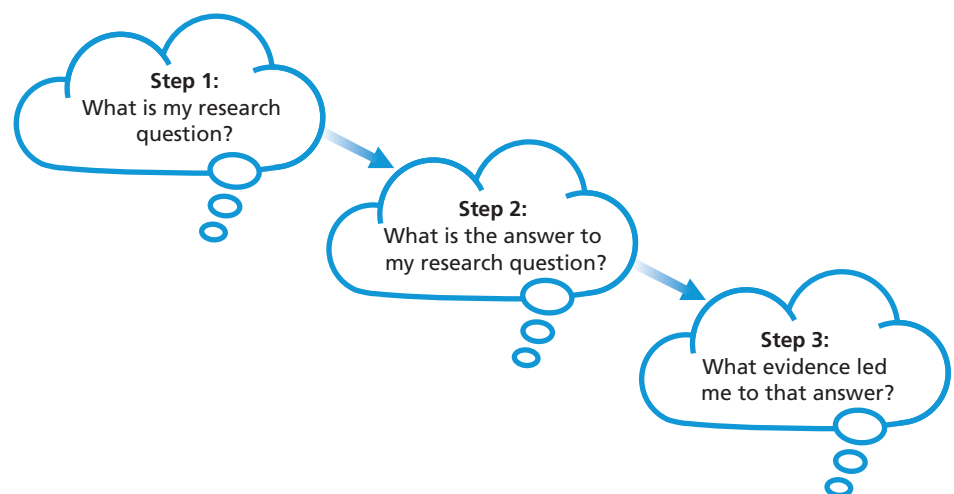 Step 1:
What is my research
question?
Step 2:
What is the answer to
my research question?
Step 3:
What evidence led
me to that answer?